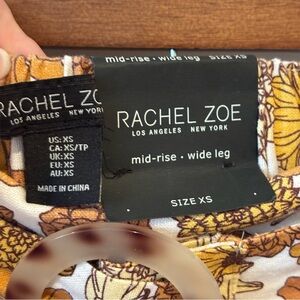 mid-rise • wide leg SIZE XS
RACHEL ZO
LOS ANGELES NEW YORK
US: XS
CA: XS/TP
UK: XS
EU: XS
AU: XS
MADE IN CHINA
RACHEL ZOE
LOS ANGELES NEW YORK
mid-rise • wide leg
SIZE XS